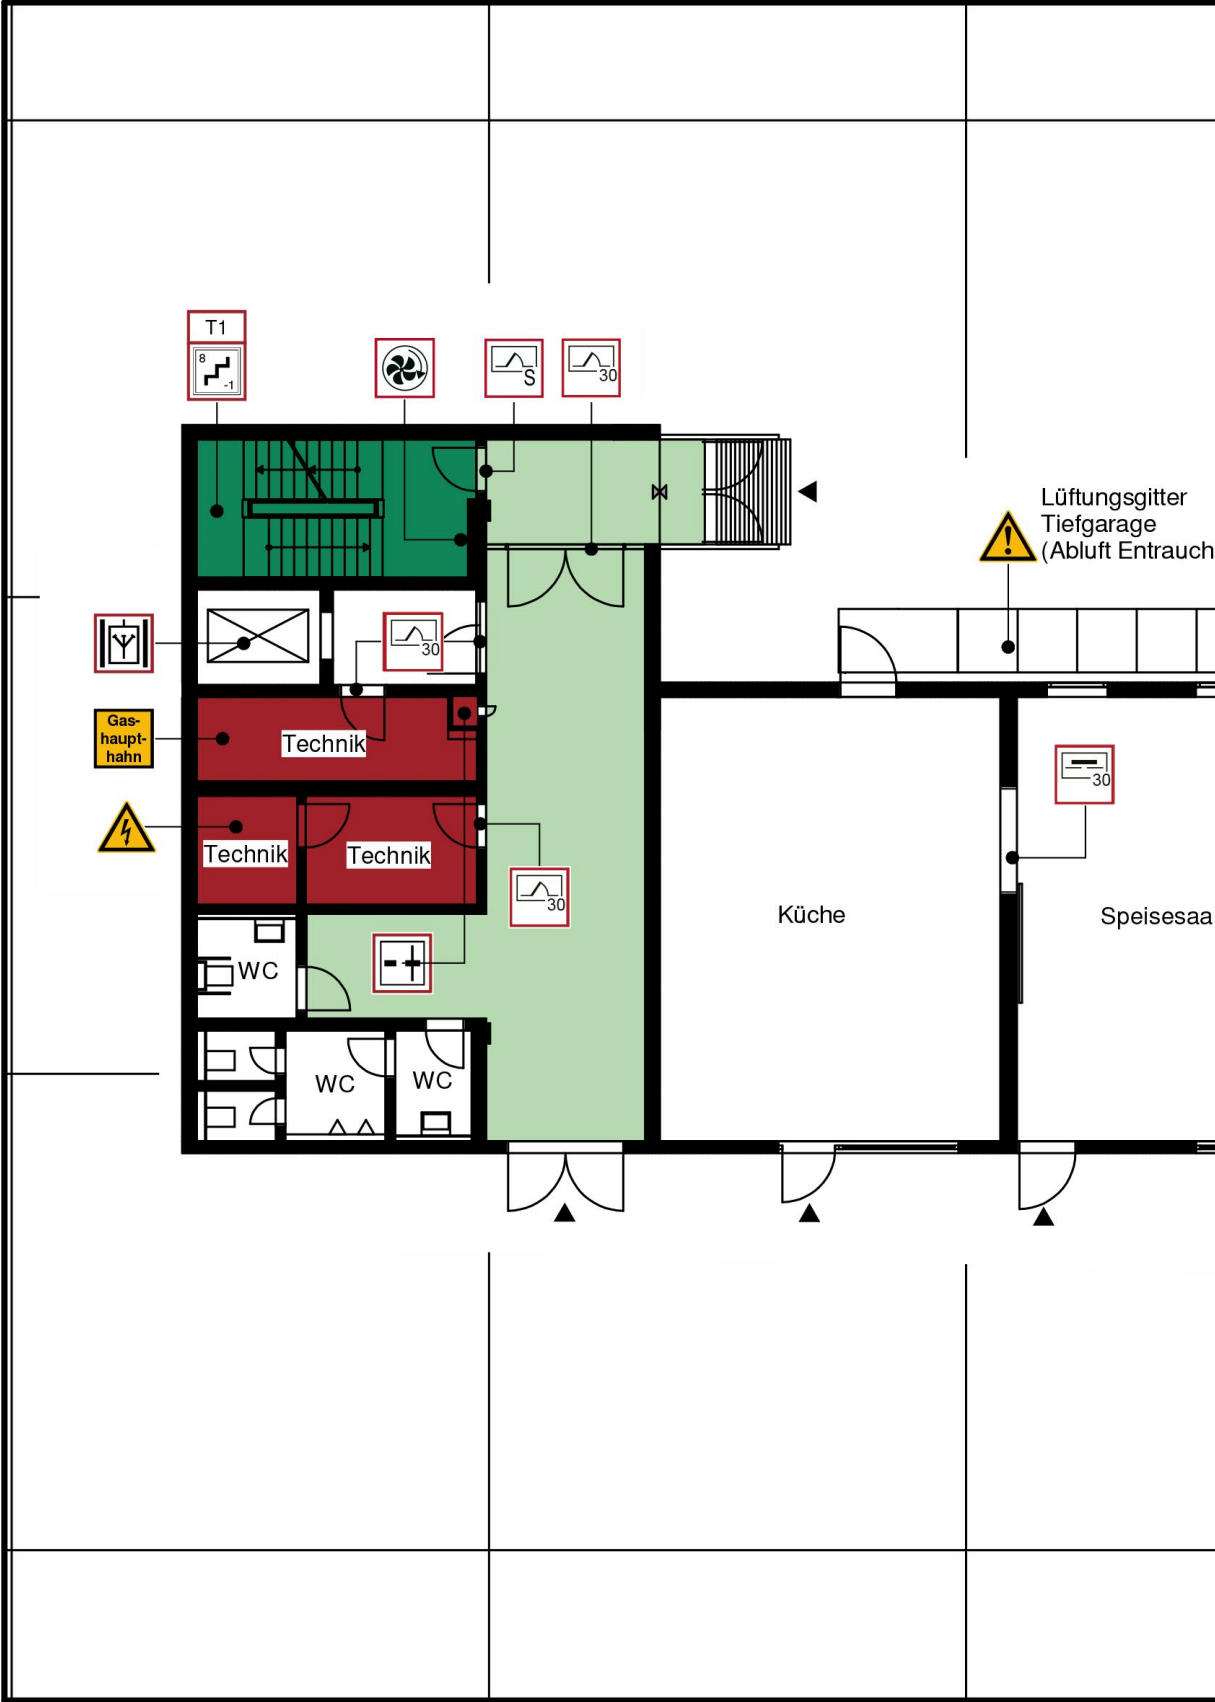 T1
8
-1
S
30
Lüftungsgitter
Tiefgarage
(Abluft Entrauch
30
Gas-
haupt-
hahn
Technik
30
Technik
Technik
30
Küche
Speisesaa
WC
WC
WC